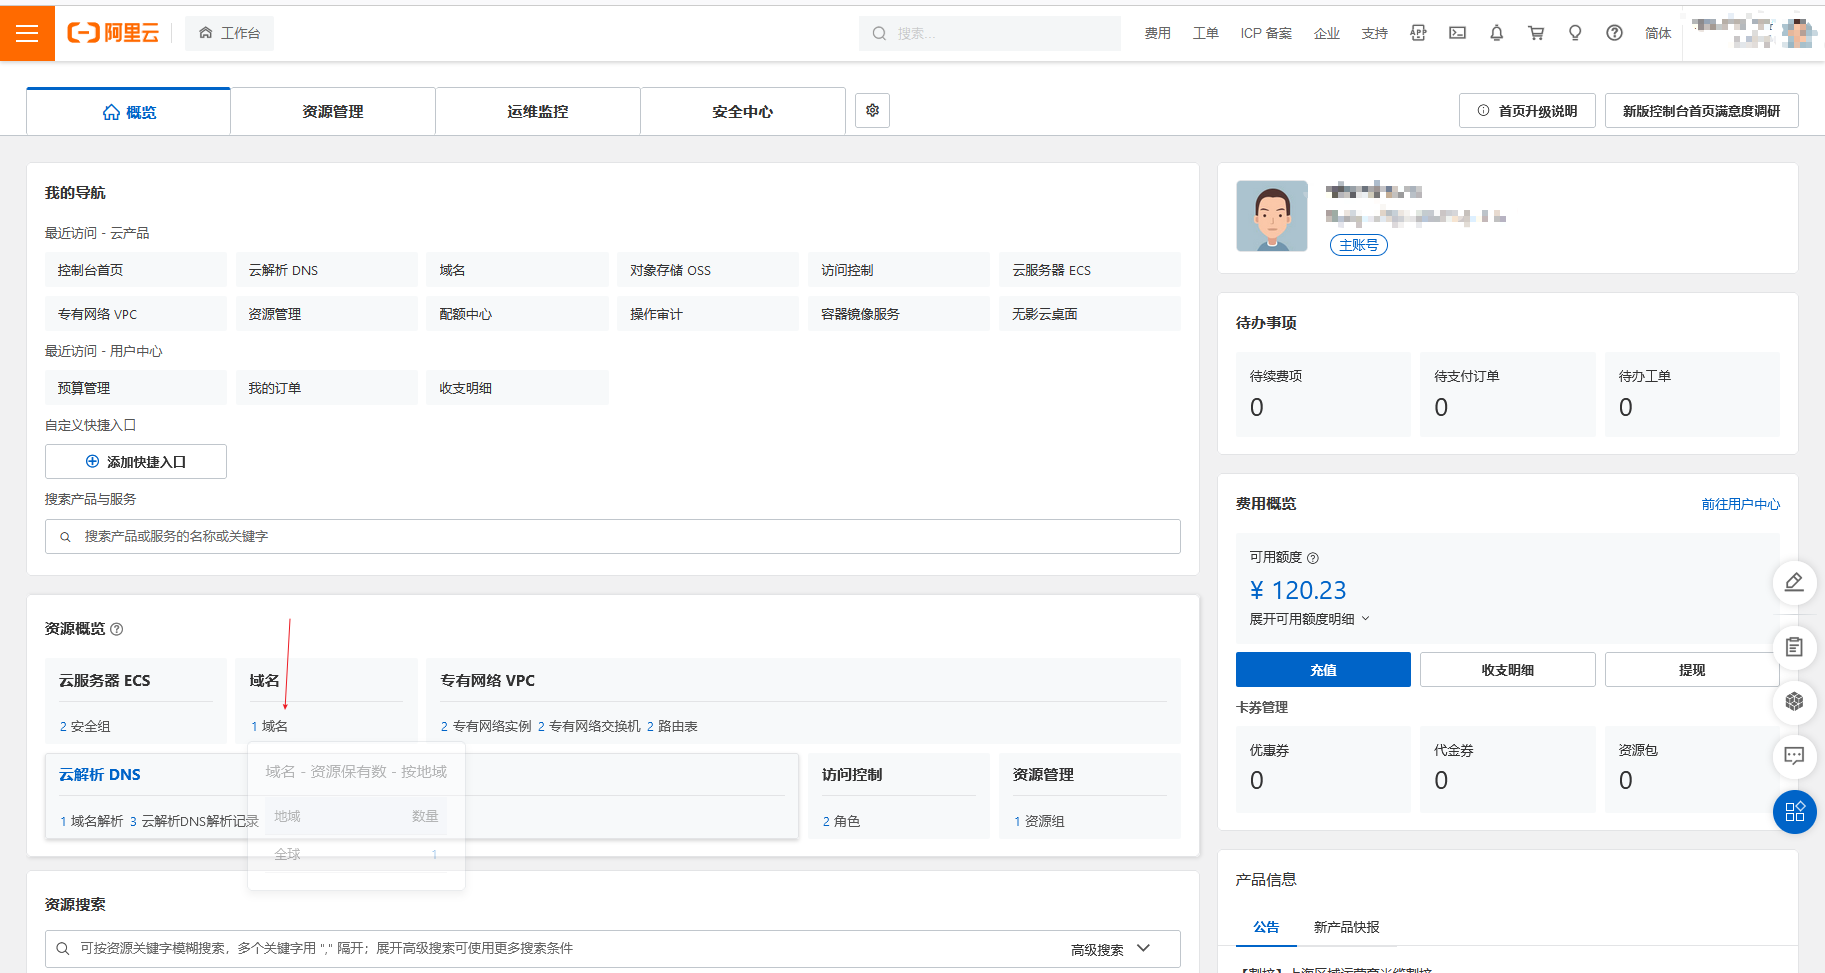 阿里云
工作台
搜索...
费用 工单 ICP 备案 企业 支持 简体
概览
资源管理
运维监控
安全中心
首页升级说明
新版控制台首页满意度调研
我的导航
最近访问 - 云产品
控制台首页 云解析 DNS 域名 对象存储 OSS 访问控制 云服务器 ECS
专有网络 VPC 资源管理 配额中心 操作审计 容器镜像服务 无影云桌面
最近访问 - 用户中心
预算管理 我的订单 收支明细
自定义快捷入口
添加快捷入口
搜索产品与服务
搜索产品或服务的名称或关键字
资源概览
云服务器 ECS
2 安全组
域名
1 域名
专有网络 VPC
2 专有网络实例 2 专有网络交换机 2 路由表
云解析 DNS
1 域名解析 3 云解析DNS解析记录
域名 - 资源保有数 - 按地域
地域 数量
全球 1
访问控制
2 角色
资源管理
1 资源组
资源搜索
可按资源关键字模糊搜索，多个关键字用 "," 隔开；展开高级搜索可使用更多搜索条件
高级搜索
主账号
待办事项
待续费项
0
待支付订单
0
待办工单
0
费用概览
前往用户中心
可用额度
¥ 120.23
展开可用额度明细
充值 收支明细 提现
卡券管理
优惠券
0
代金券
0
资源包
0
产品信息
公告 新产品快报